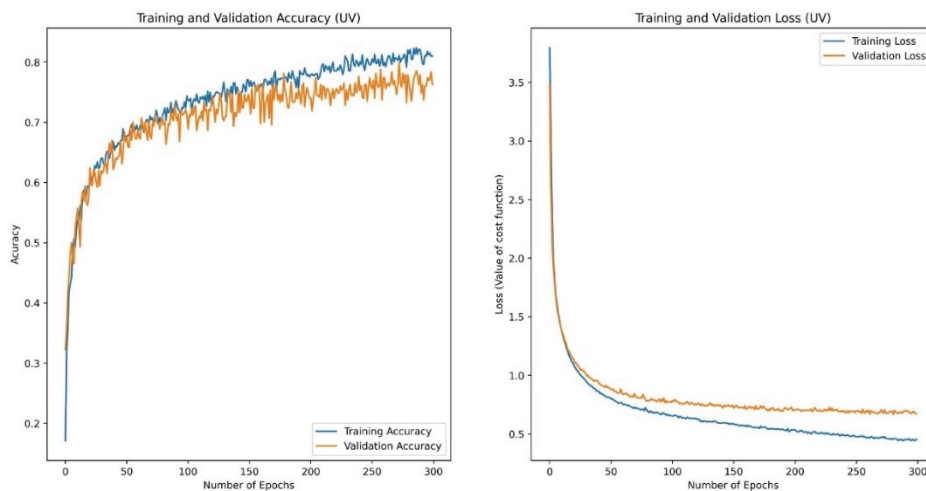 Training and Validation Accuracy (UV)
0.8
0.7
0.6
0.5
0.4
0.3
0.2
Acuracy
Training Accuracy
Validation Accuracy
0
50
100
150
200
250
300
Number of Epochs
Training and Validation Loss (UV)
Training Loss
Validation Loss
3.5
3.0
2.5
2.0
1.5
1.0
0.5
Loss (Value of cost function)
0
50
100
150
200
250
300
Number of Epochs